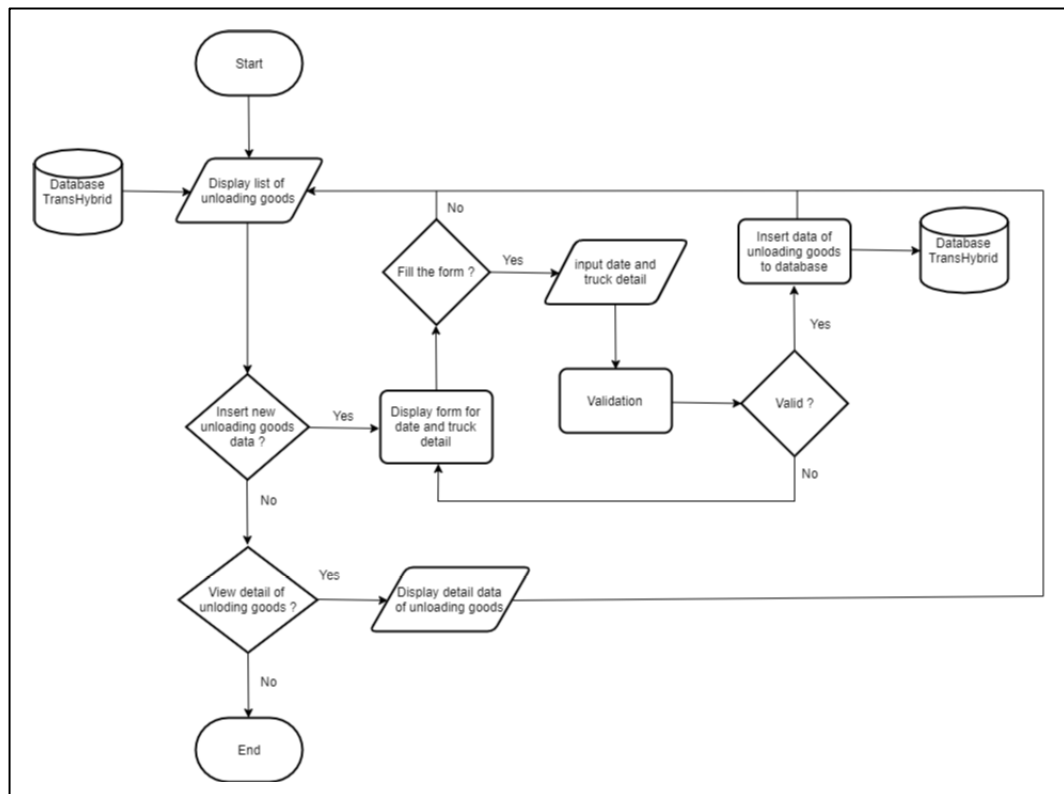 Start
Database
TransHybrid
Display list of
unloading goods
No
Fill the form ?
Yes
input date and
truck detail
Insert data of
unloading goods
to database
Database
TransHybrid
Yes
Insert new
unloading goods
data ?
Yes
Display form for
date and truck
detail
Validation
Valid ?
No
No
View detail of
unloding goods ?
Yes
Display detail data
of unloading goods
No
End